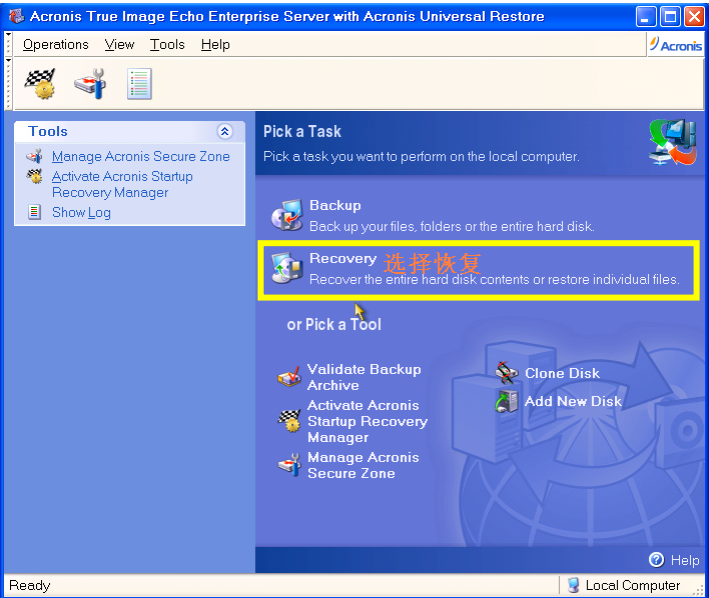 Acronis True Image Echo Enterprise Server with Acronis Universal Restore
Operations View Tools Help
Acronis
Tools
Manage Acronis Secure Zone
Activate Acronis Startup
Recovery Manager
Show Log
Pick a Task
Pick a task you want to perform on the local computer.
Backup
Back up your files, folders or the entire hard disk.
Recovery 选择恢复
Recover the entire hard disk contents or restore individual files.
or Pick a Tool
Validate Backup
Archive
Activate Acronis
Startup Recovery
Manager
Manage Acronis
Secure Zone
Clone Disk
Add New Disk
Help
Ready
Local Computer